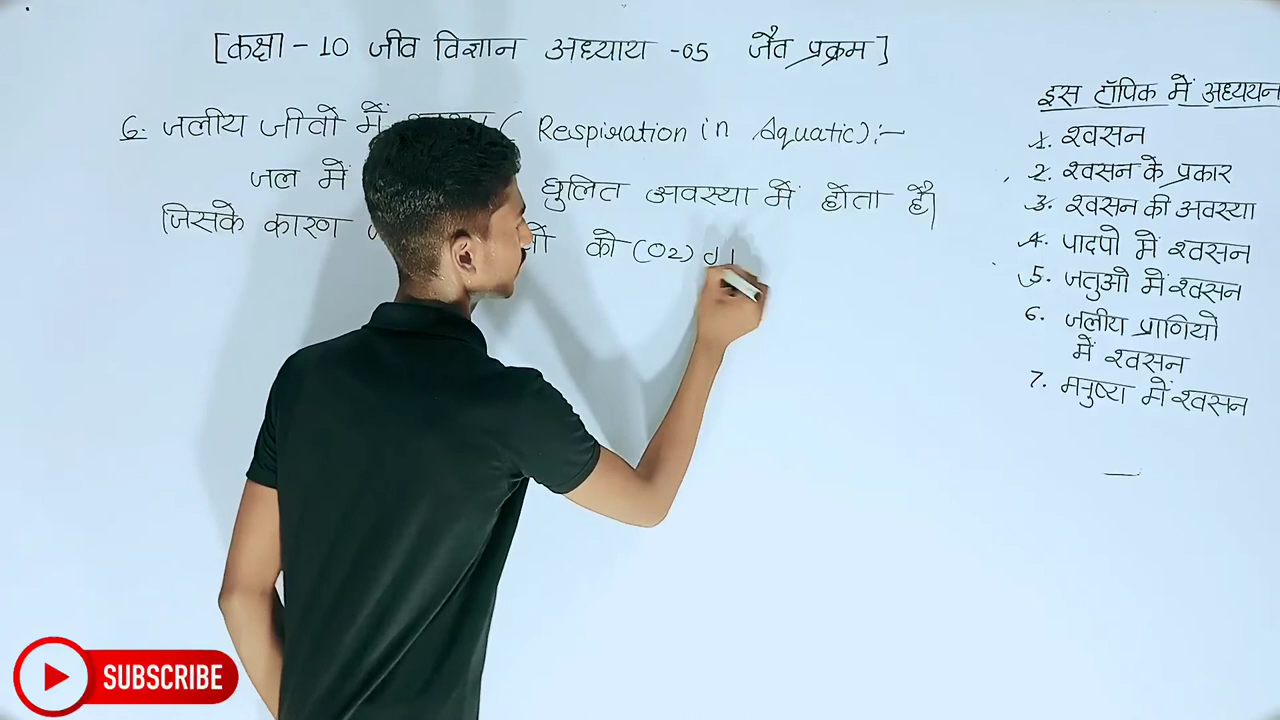 [कक्षा - 10 जीव विज्ञान अध्याय -05 जैव प्रक्रम]
6. जलीय जीवों में ( Respiration in Aquatic):-
जल में घुलित अवस्था में होता है।
जिसके कारण को (O2)
इस टॉपिक में अध्ययन
1. श्वसन
2. श्वसन के प्रकार
3. श्वसन की अवस्था
4. पादपो में श्वसन
5. जतुओ में श्वसन
6. जलीय प्राणियो
में श्वसन
7. मनुष्य में श्वसन
SUBSCRIBE